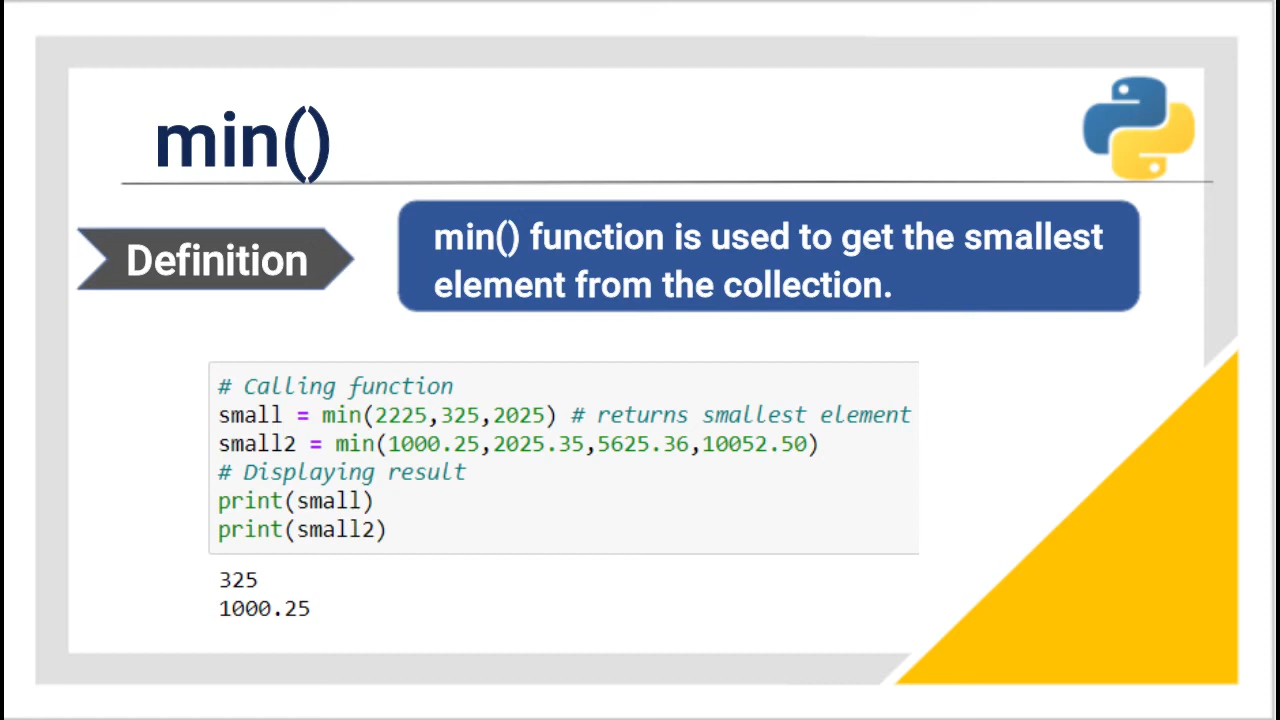 min()
Definition
min() function is used to get the smallest
element from the collection.
# Calling function
small = min(2225,325,2025) # returns smallest element
small2 = min(1000.25,2025.35,5625.36,10052.50)
# Displaying result
print(small)
print(small2)
325
1000.25